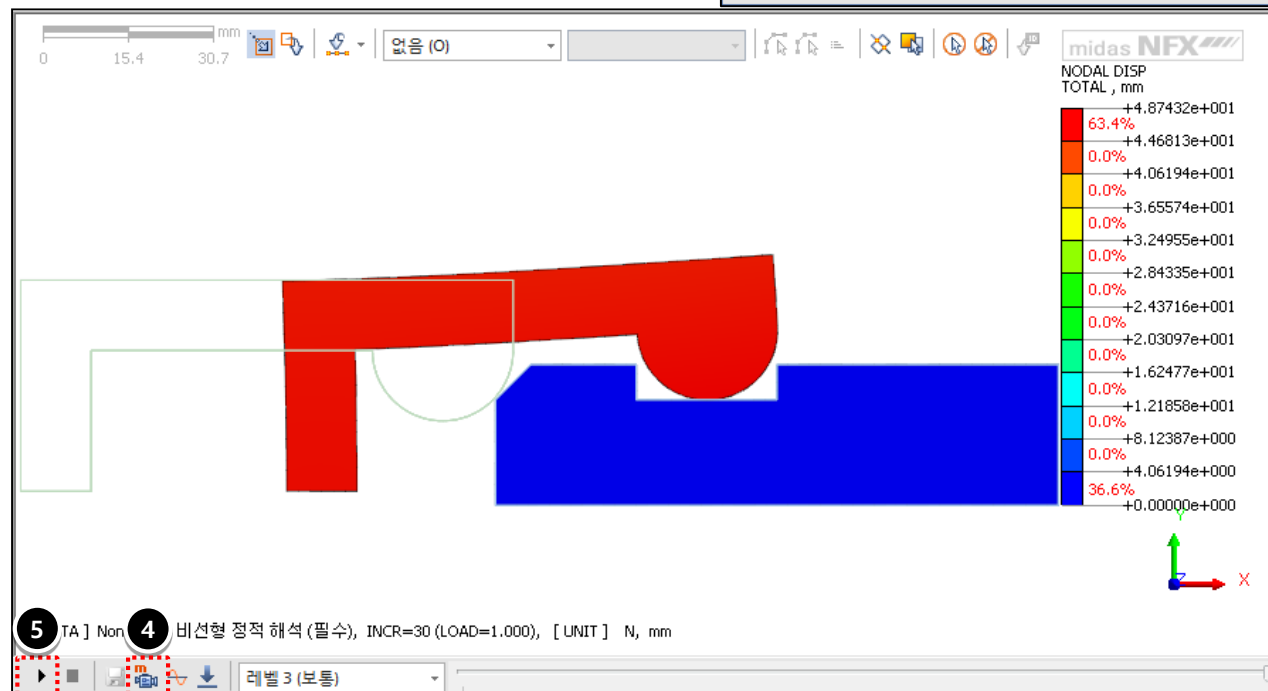 mm
0 15.4 30.7
없음 (O)
midas NFX
NODAL DISP
TOTAL , mm
+4.87432e+001
63.4%
+4.46813e+001
0.0%
+4.06194e+001
0.0%
+3.65574e+001
0.0%
+3.24955e+001
0.0%
+2.84335e+001
0.0%
+2.43716e+001
0.0%
+2.03097e+001
0.0%
+1.62477e+001
0.0%
+1.21858e+001
0.0%
+8.12387e+000
0.0%
+4.06194e+000
36.6%
+0.00000e+000
Y
Z X
5 TA ] Non 4 비선형 정적 해석 (필수), INCR=30 (LOAD=1.000), [ UNIT ] N, mm
레벨 3 (보통)